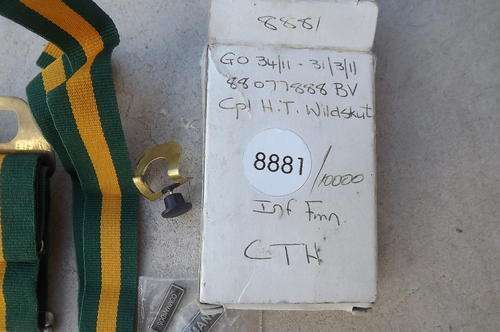 8881
GO 34/11 - 31/3/11
88077888 BV
Cpl H.T. Wildskut
8881 /10000
Inf Fmn
CTH